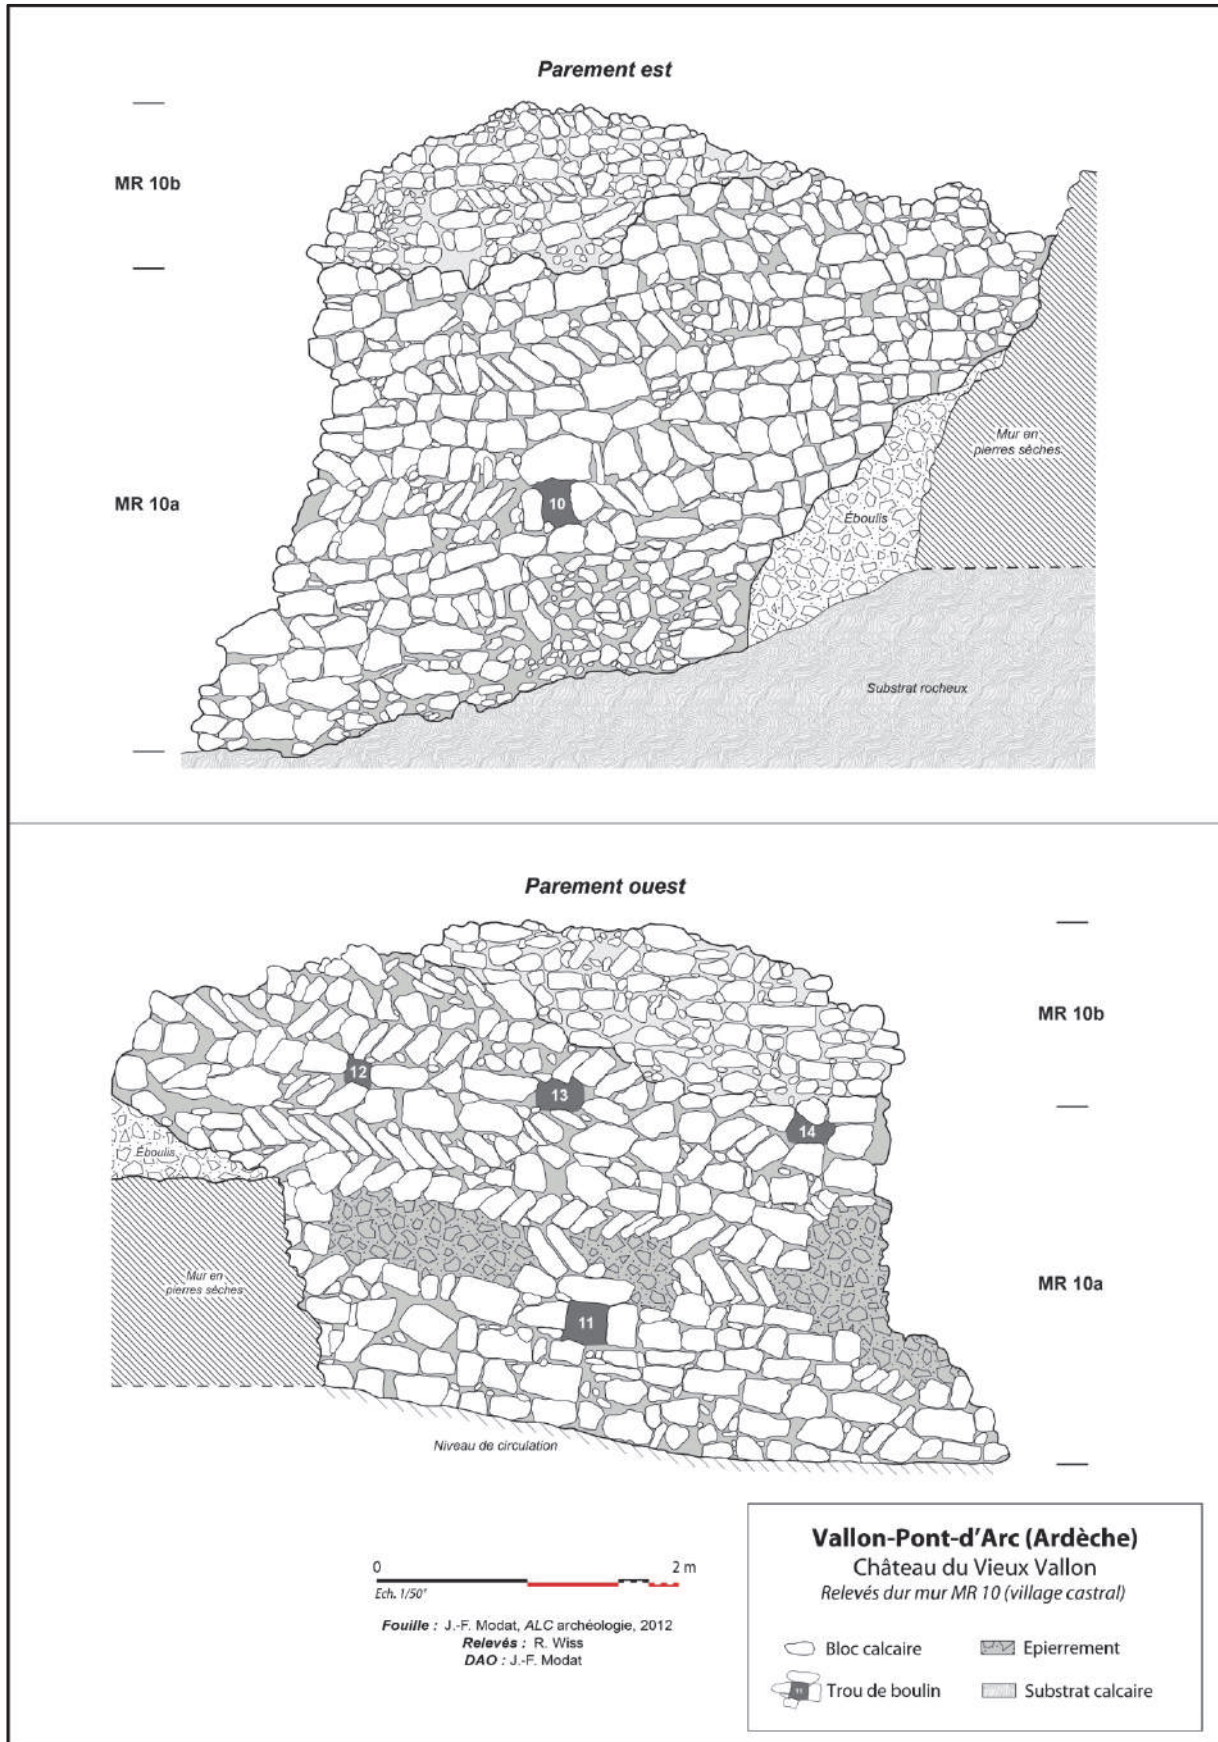 Parement est
MR 10b
MR 10a
10
Mur en
pierres sèches
Éboulis
Substrat rocheux
Parement ouest
MR 10b
12
13
14
Éboulis
Mur en
pierres sèches
MR 10a
11
Niveau de circulation
0 2 m
Ech. 1/50°
Fouille : J.-F. Modat, ALC archéologie, 2012
Relevés : R. Wiss
DAO : J.-F. Modat
Vallon-Pont-d'Arc (Ardèche)
Château du Vieux Vallon
Relevés dur mur MR 10 (village castral)
Bloc calcaire
Epierrement
11
Trou de boulin
Substrat calcaire